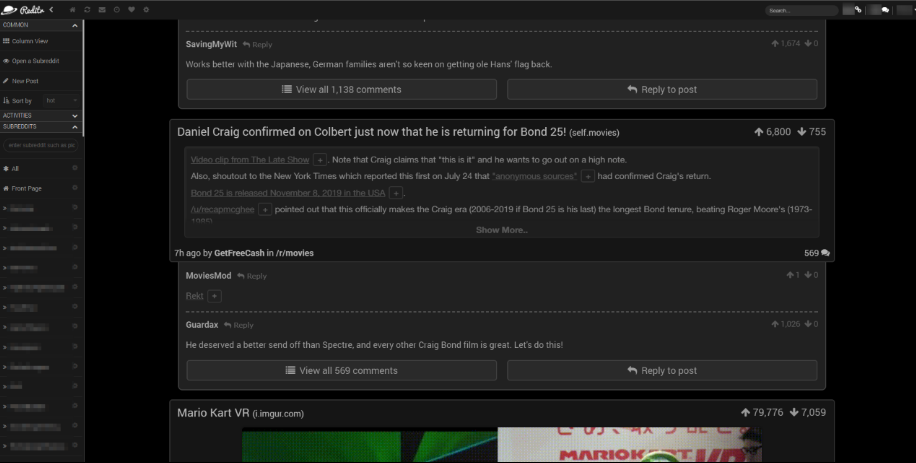 Reditr
Search...
COMMON
Column View
Open a Subreddit
New Post
Sort by
hot
ACTIVITIES
SUBREDDITS
enter subreddit such as pics
All
Front Page
SavingMyWit Reply 1,674 0
Works better with the Japanese, German families aren't so keen on getting ole Hans' flag back.
View all 1,138 comments
Reply to post
Daniel Craig confirmed on Colbert just now that he is returning for Bond 25! (self.movies) 6,800 755
Video clip from The Late Show + . Note that Craig claims that "this is it" and he wants to go out on a high note.
Also, shoutout to the New York Times which reported this first on July 24 that "anonymous sources" + had confirmed Craig's return.
Bond 25 is released November 8, 2019 in the USA + .
/u/recapmcghee + pointed out that this officially makes the Craig era (2006-2019 if Bond 25 is his last) the longest Bond tenure, beating Roger Moore's (1973-
1985).
Show More..
7h ago by GetFreeCash in /r/movies 569
MoviesMod Reply 1 0
Rekt +
Guardax Reply 1,026 0
He deserved a better send off than Spectre, and every other Craig Bond film is great. Let's do this!
View all 569 comments
Reply to post
Mario Kart VR (i.imgur.com) 79,776 7,059
MARIO KART VR